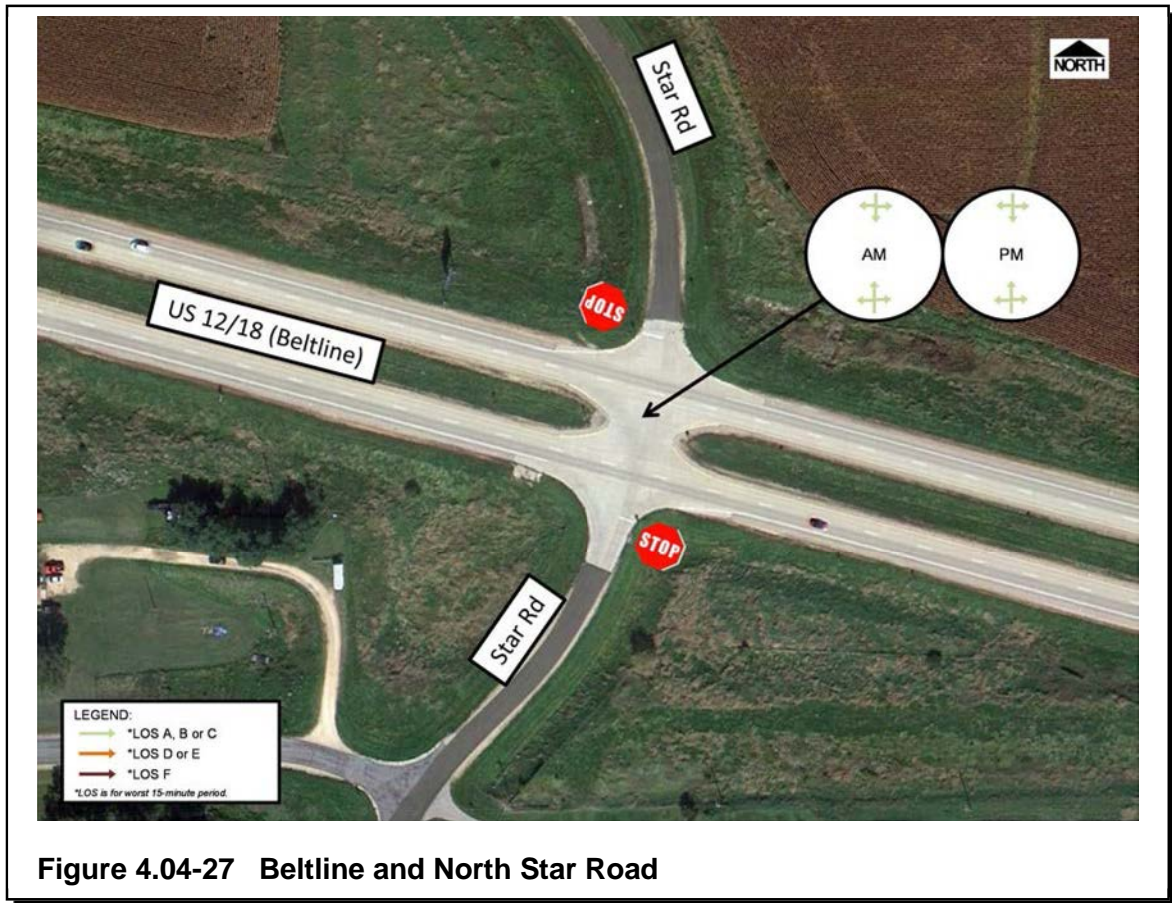 NORTH
Star Rd
AM
PM
STOP
US 12/18 (Beltline)
STOP
Star Rd
LEGEND:
*LOS A, B or C
*LOS D or E
*LOS F
*LOS is for worst 15-minute period.
Figure 4.04-27 Beltline and North Star Road